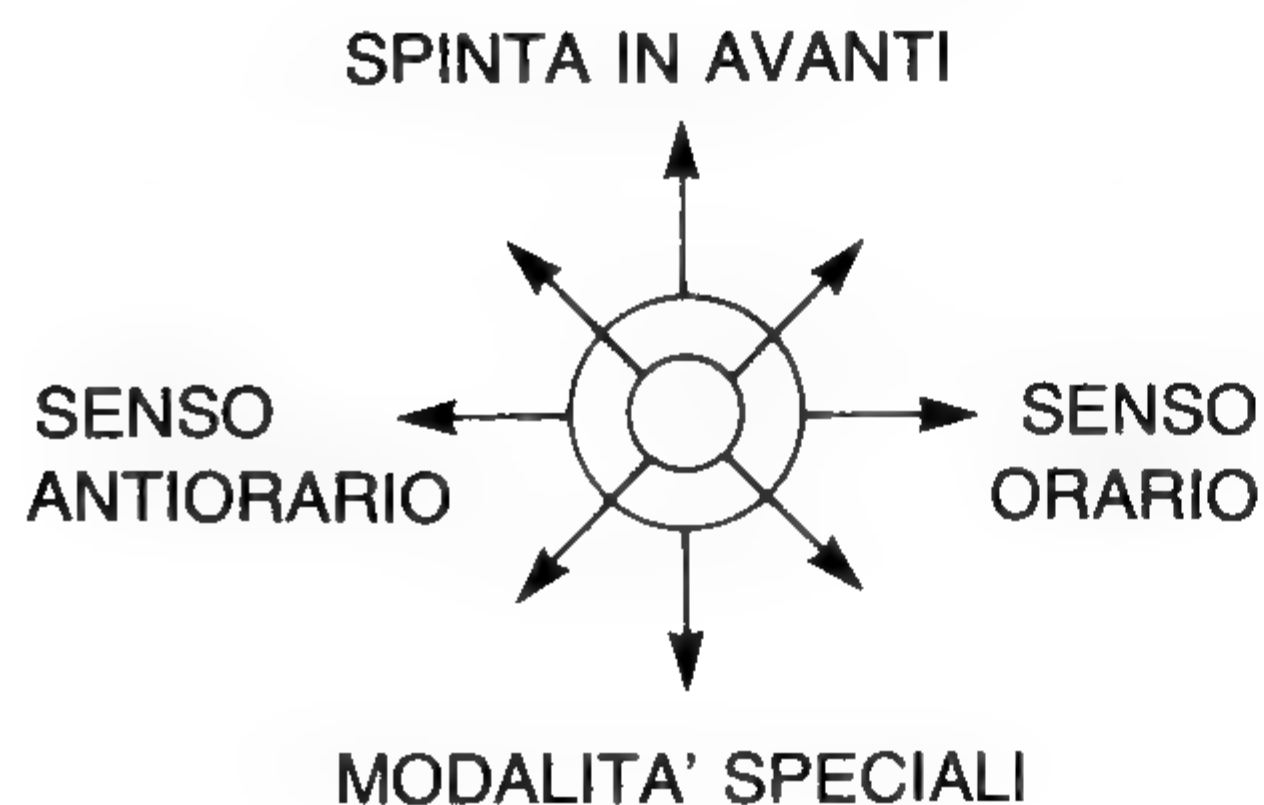 SPINTA IN AVANTI
SENSO
ANTIORARIO
SENSO
ORARIO
MODALITA' SPECIALI